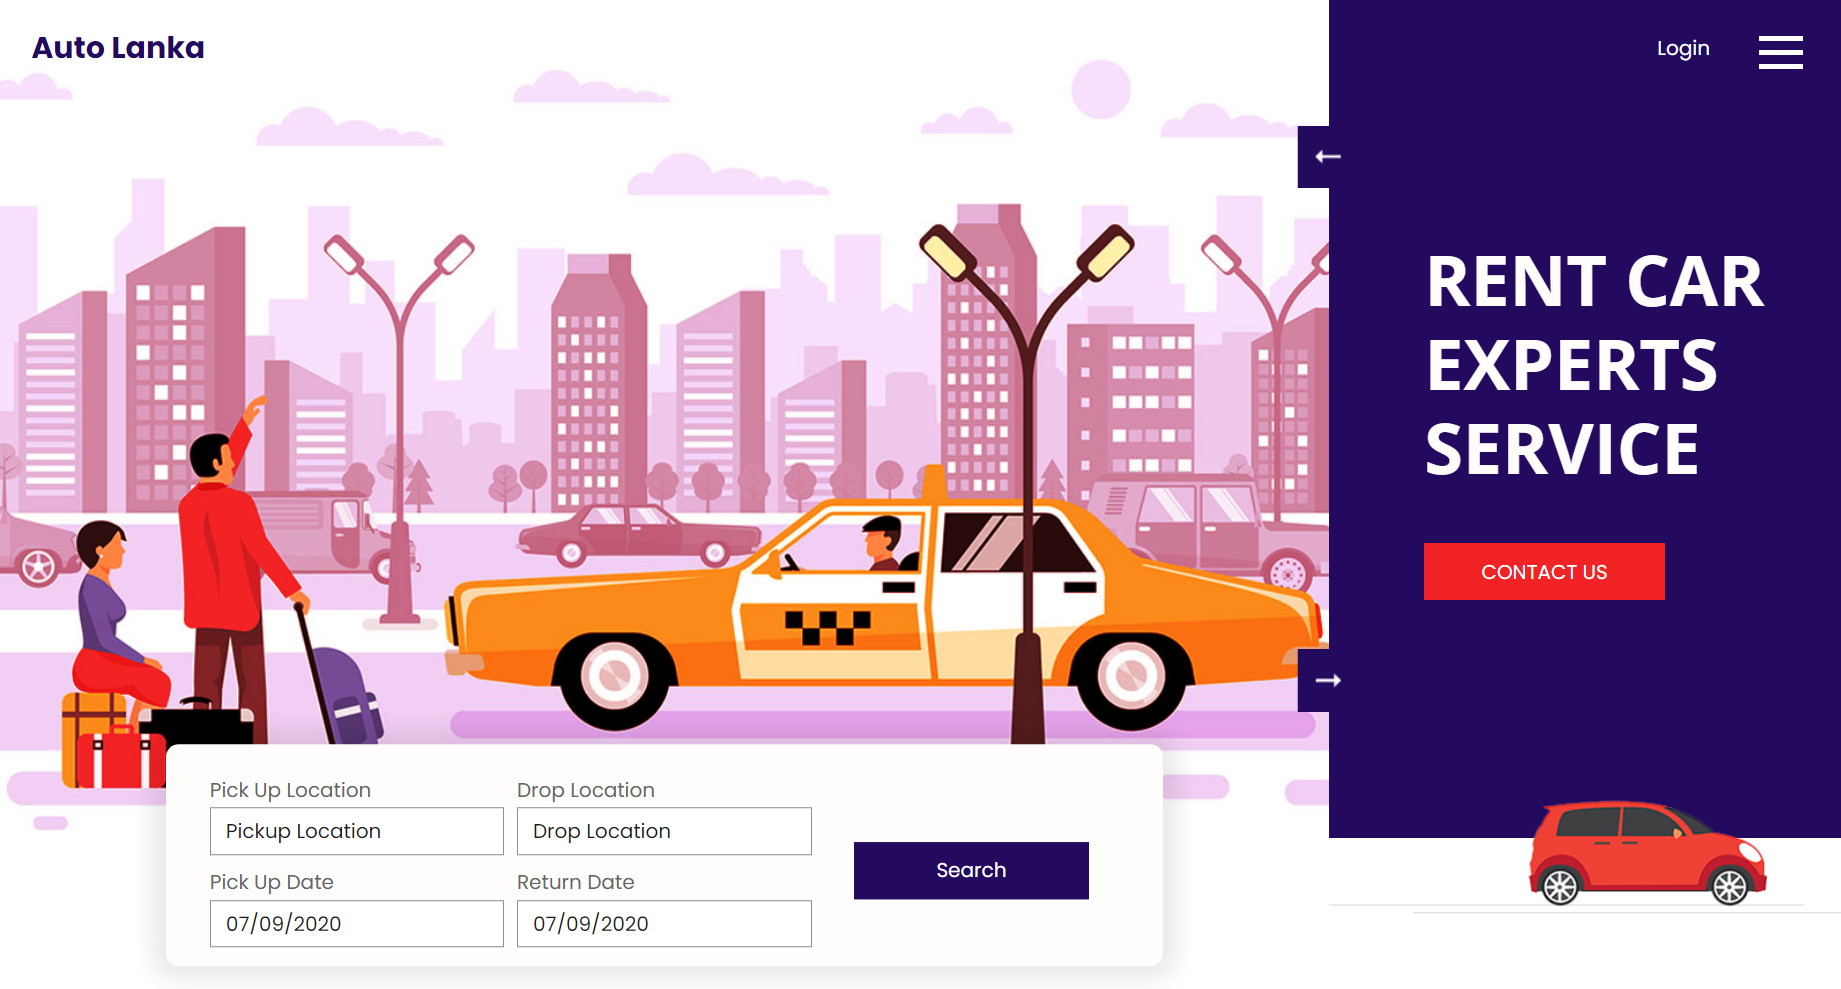 Auto Lanka
Login
RENT CAR
EXPERTS
SERVICE
CONTACT US
Pick Up Location
Drop Location
Pickup Location
Drop Location
Search
Pick Up Date
Return Date
07/09/2020
07/09/2020